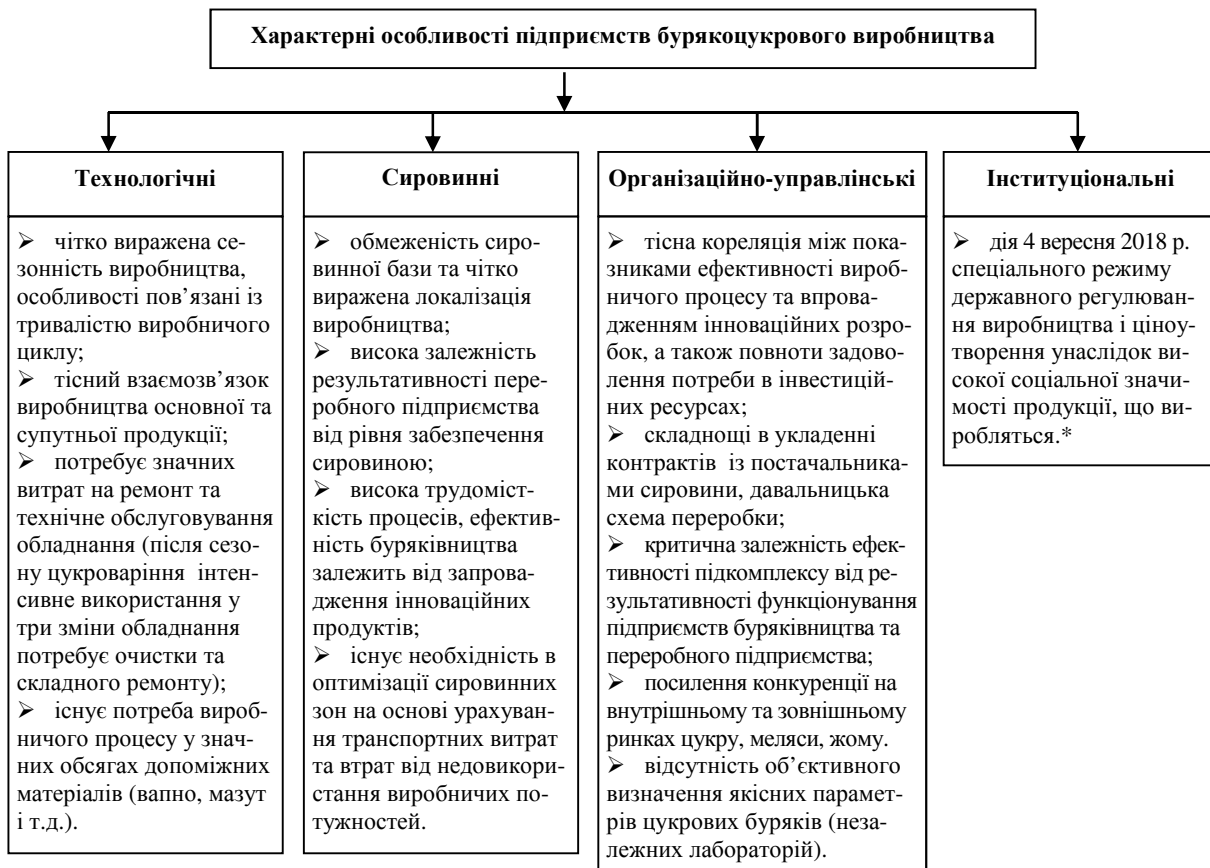 Характерні особливості підприємств бурякоцукрового виробництва
Технологічні
➢ чітко виражена се-
зонність виробництва,
особливості пов’язані із
тривалістю виробничого
циклу;
➢ тісний взаємозв’язок
виробництва основної та
супутньої продукції;
➢ потребує значних
витрат на ремонт та
технічне обслуговування
обладнання (після сезо-
ну цукроваріння інтен-
сивне використання у
три зміни обладнання
потребує очистки та
складного ремонту);
➢ існує потреба вироб-
ничого процесу у знач-
них обсягах допоміжних
матеріалів (вапно, мазут
і т.д.).
Сировинні
➢ обмеженість сиро-
винної бази та чітко
виражена локалізація
виробництва;
➢ висока залежність
результативності пере-
робного підприємства
від рівня забезпечення
сировиною;
➢ висока трудоміст-
кість процесів, ефектив-
ність буряківництва
залежить від запрова-
дження інноваційних
продуктів;
➢ існує необхідність в
оптимізації сировинних
зон на основі урахуван-
ня транспортних витрат
та втрат від недовикори-
стання виробничих по-
тужностей.
Організаційно-управлінські
➢ тісна кореляція між пока-
зниками ефективності вироб-
ничого процесу та впрова-
дженням інноваційних розро-
бок, а також повноти задово-
лення потреби в інвестицій-
них ресурсах;
➢ складнощі в укладенні
контрактів із постачальника-
ми сировини, давальницька
схема переробки;
➢ критична залежність ефек-
тивності підкомплексу від ре-
зультативності функціонування
підприємств буряківництва та
переробного підприємства;
➢ посилення конкуренції на
внутрішньому та зовнішньому
ринках цукру, меляси, жому.
➢ відсутність об’єктивного
визначення якісних парамет-
рів цукрових буряків (неза-
лежних лабораторій).
Інституціональні
➢ дія 4 вересня 2018 р.
спеціального режиму
державного регулюван-
ня виробництва і ціноу-
творення унаслідок ви-
сокої соціальної значи-
мості продукції, що ви-
робляться.*